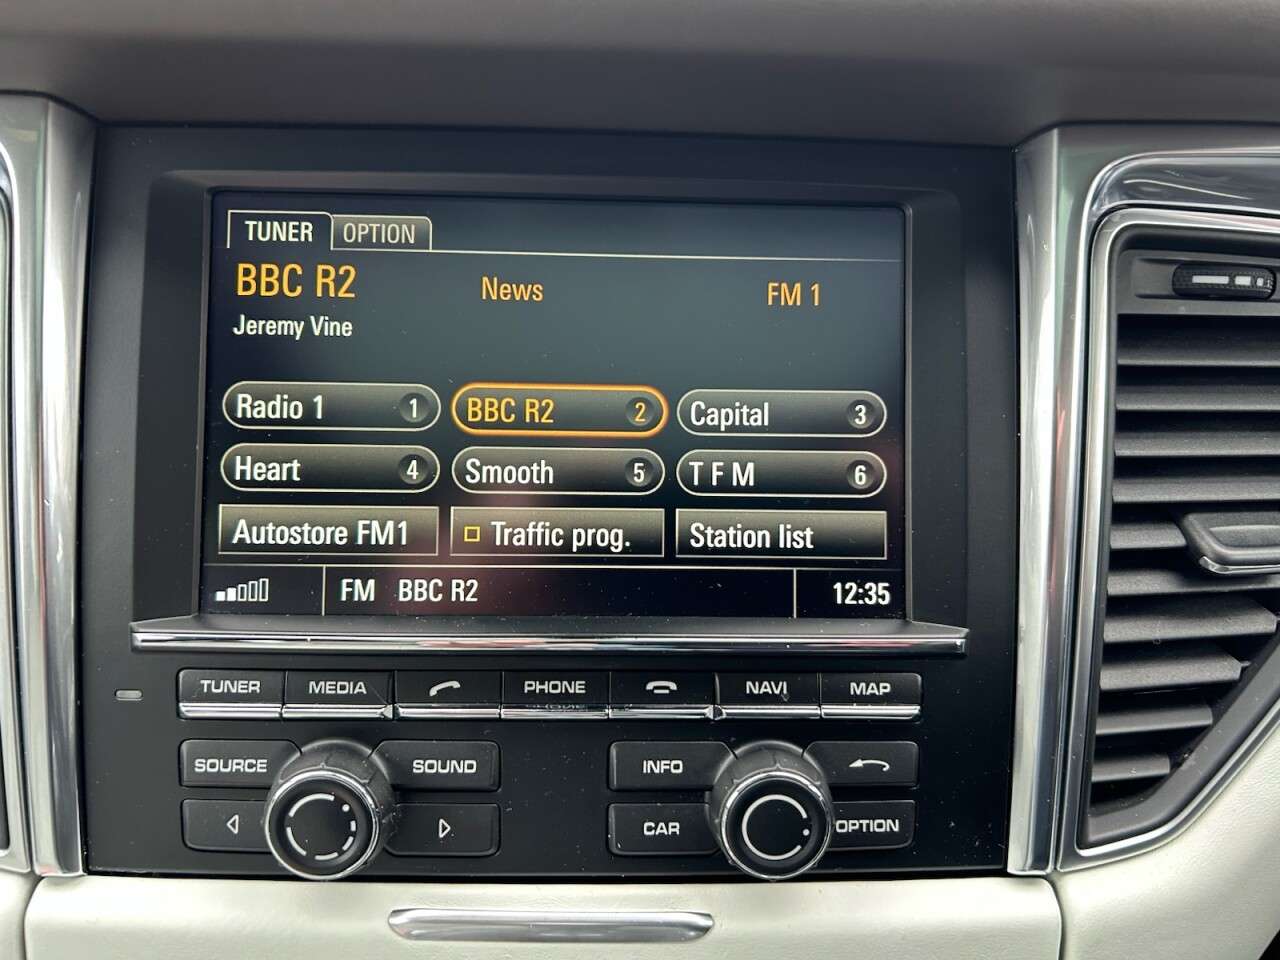 TUNER OPTION
BBC R2 News FM 1
Jeremy Vine
Radio 1 1 BBC R2 2 Capital 3
Heart 4 Smooth 5 T F M 6
Autostore FM1 Traffic prog. Station list
FM BBC R2 12:35
TUNER MEDIA PHONE NAVI MAP
SOURCE SOUND INFO
CAR OPTION